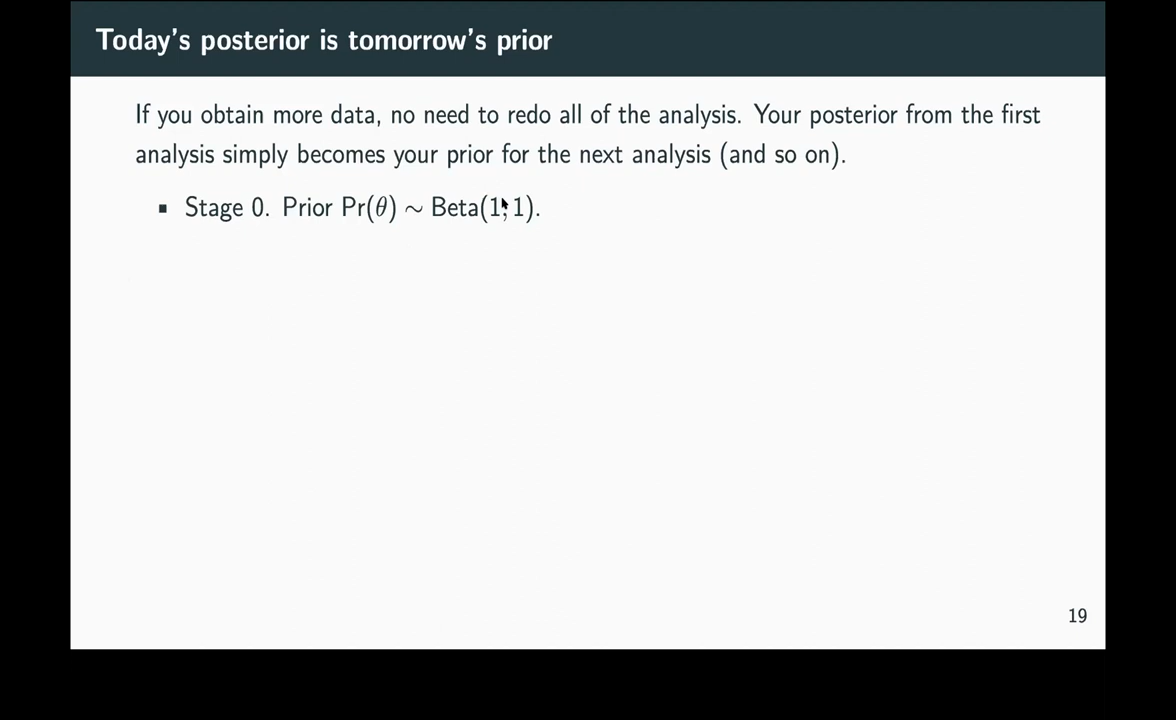 Today's posterior is tomorrow's prior
If you obtain more data, no need to redo all of the analysis. Your posterior from the first
analysis simply becomes your prior for the next analysis (and so on).
▪ Stage 0. Prior Pr(θ) ∼ Beta(1, 1).
19